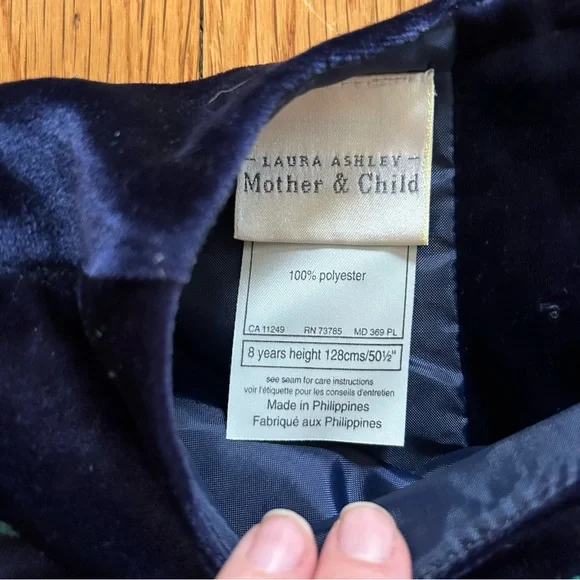 LAURA ASHLEY
Mother & Child
100% polyester
CA 11249 RN 73785 MD 369 PL
8 years height 128cms/50½"
see seam for care instructions
voir l'étiquette pour les conseils d'entretien
Made in Philippines
Fabriqué aux Philippines